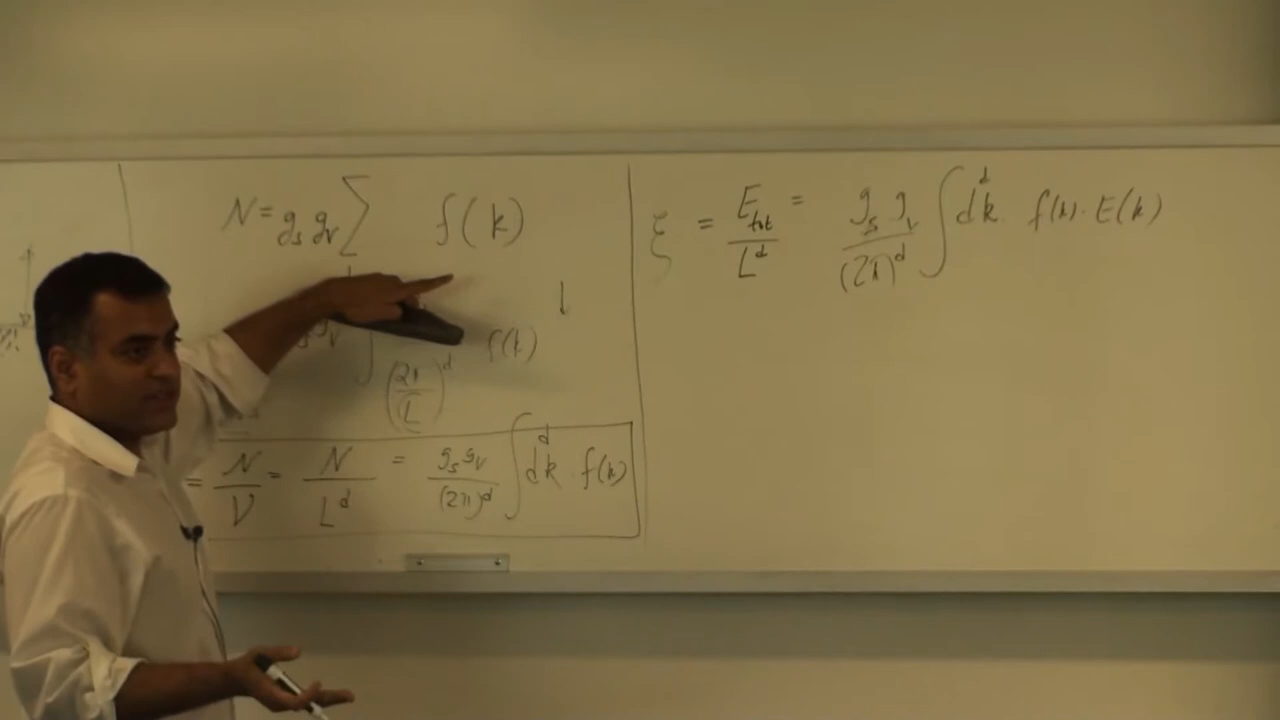 N = g_s g_v ∑ f(k)
g_v ∫ (2π/L)^d f(k)
= N/V = N/L^d = g_s g_v/(2π)^d ∫ d^d k · f(k)
ξ = E_tot/L^d = g_s g_v/(2π)^d ∫ d^d k · f(k) · E(k)